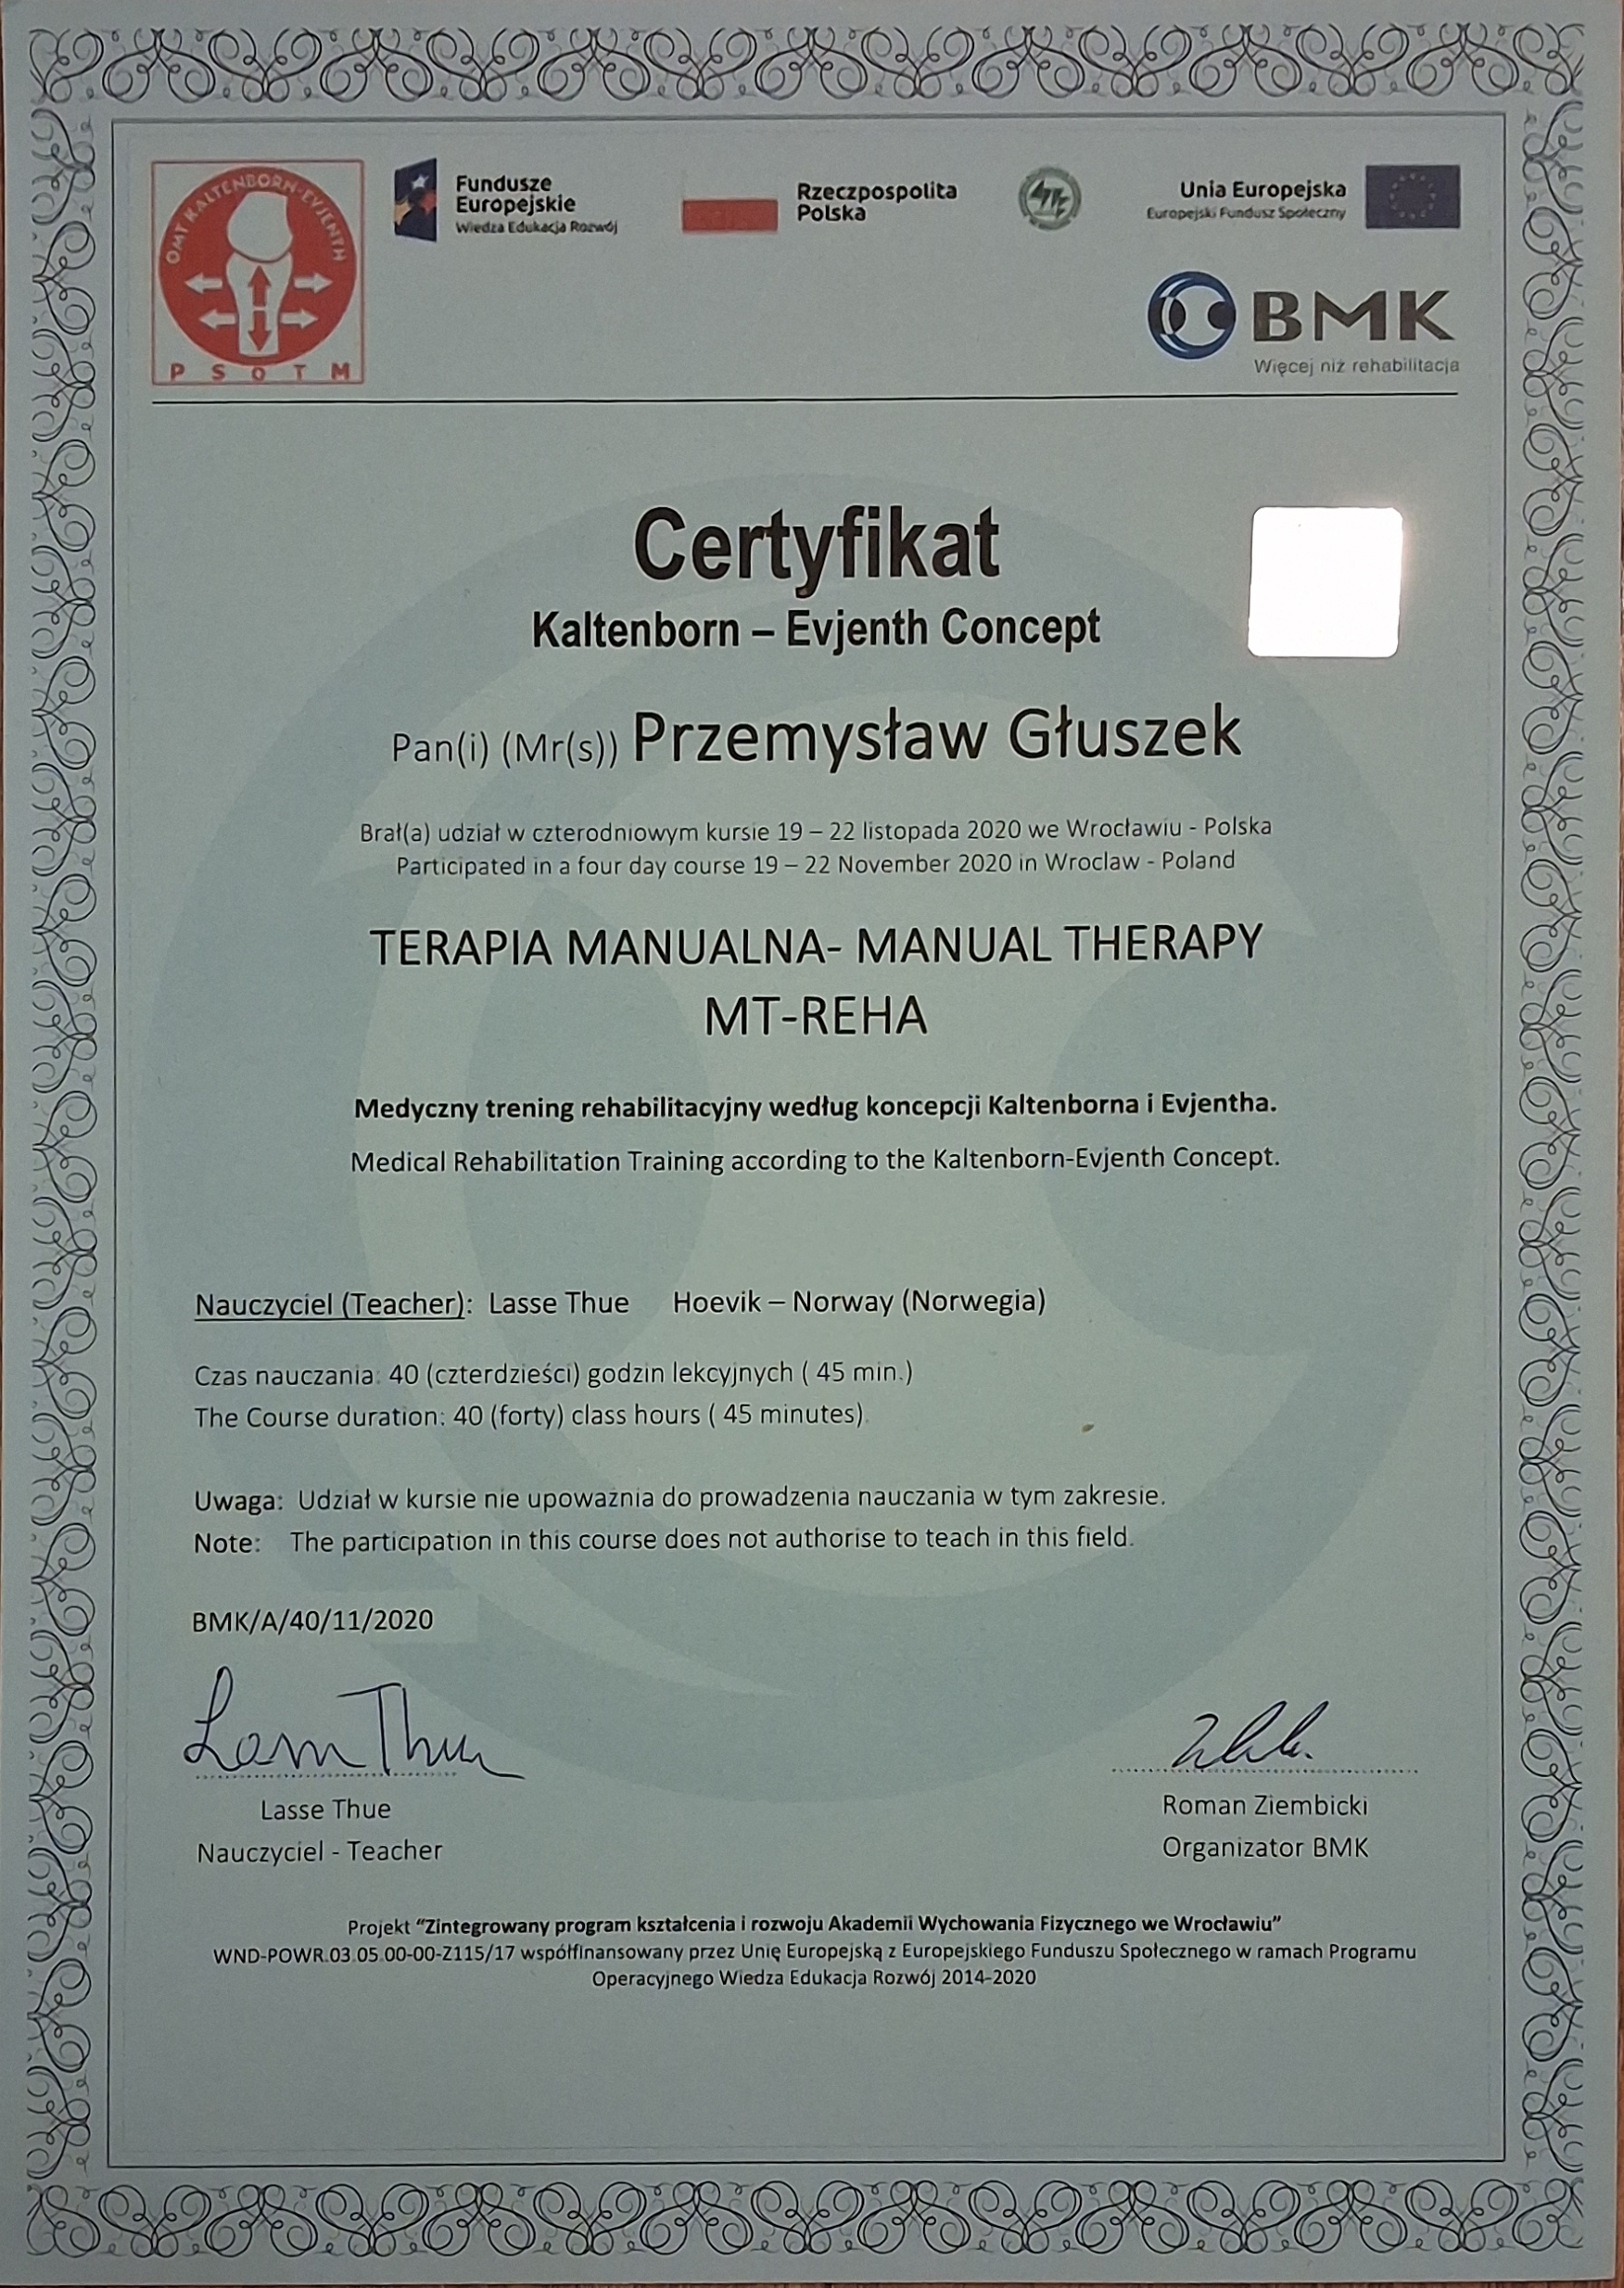 OMT KALTENBORN-EVJENTH
P S O T M
Fundusze
Europejskie
Wiedza Edukacja Rozwój
Rzeczpospolita
Polska
Unia Europejska
Europejski Fundusz Społeczny
BMK
Więcej niż rehabilitacja
Certyfikat
Kaltenborn – Evjenth Concept
Pan(i) (Mr(s)) Przemysław Głuszek
Brał(a) udział w czterodniowym kursie 19 – 22 listopada 2020 we Wrocławiu - Polska
Participated in a four day course 19 – 22 November 2020 in Wroclaw - Poland
TERAPIA MANUALNA- MANUAL THERAPY
MT-REHA
Medyczny trening rehabilitacyjny według koncepcji Kaltenborna i Evjentha.
Medical Rehabilitation Training according to the Kaltenborn-Evjenth Concept.
Nauczyciel (Teacher): Lasse Thue Hoevik – Norway (Norwegia)
Czas nauczania: 40 (czterdzieści) godzin lekcyjnych ( 45 min.)
The Course duration: 40 (forty) class hours ( 45 minutes).
Uwaga: Udział w kursie nie upoważnia do prowadzenia nauczania w tym zakresie.
Note: The participation in this course does not authorise to teach in this field.
BMK/A/40/11/2020
Lasse Thue
Lasse Thue
Nauczyciel - Teacher
Roman Ziembicki
Organizator BMK
Projekt “Zintegrowany program kształcenia i rozwoju Akademii Wychowania Fizycznego we Wrocławiu”
WND-POWR.03.05.00-00-Z115/17 współfinansowany przez Unię Europejską z Europejskiego Funduszu Społecznego w ramach Programu
Operacyjnego Wiedza Edukacja Rozwój 2014-2020